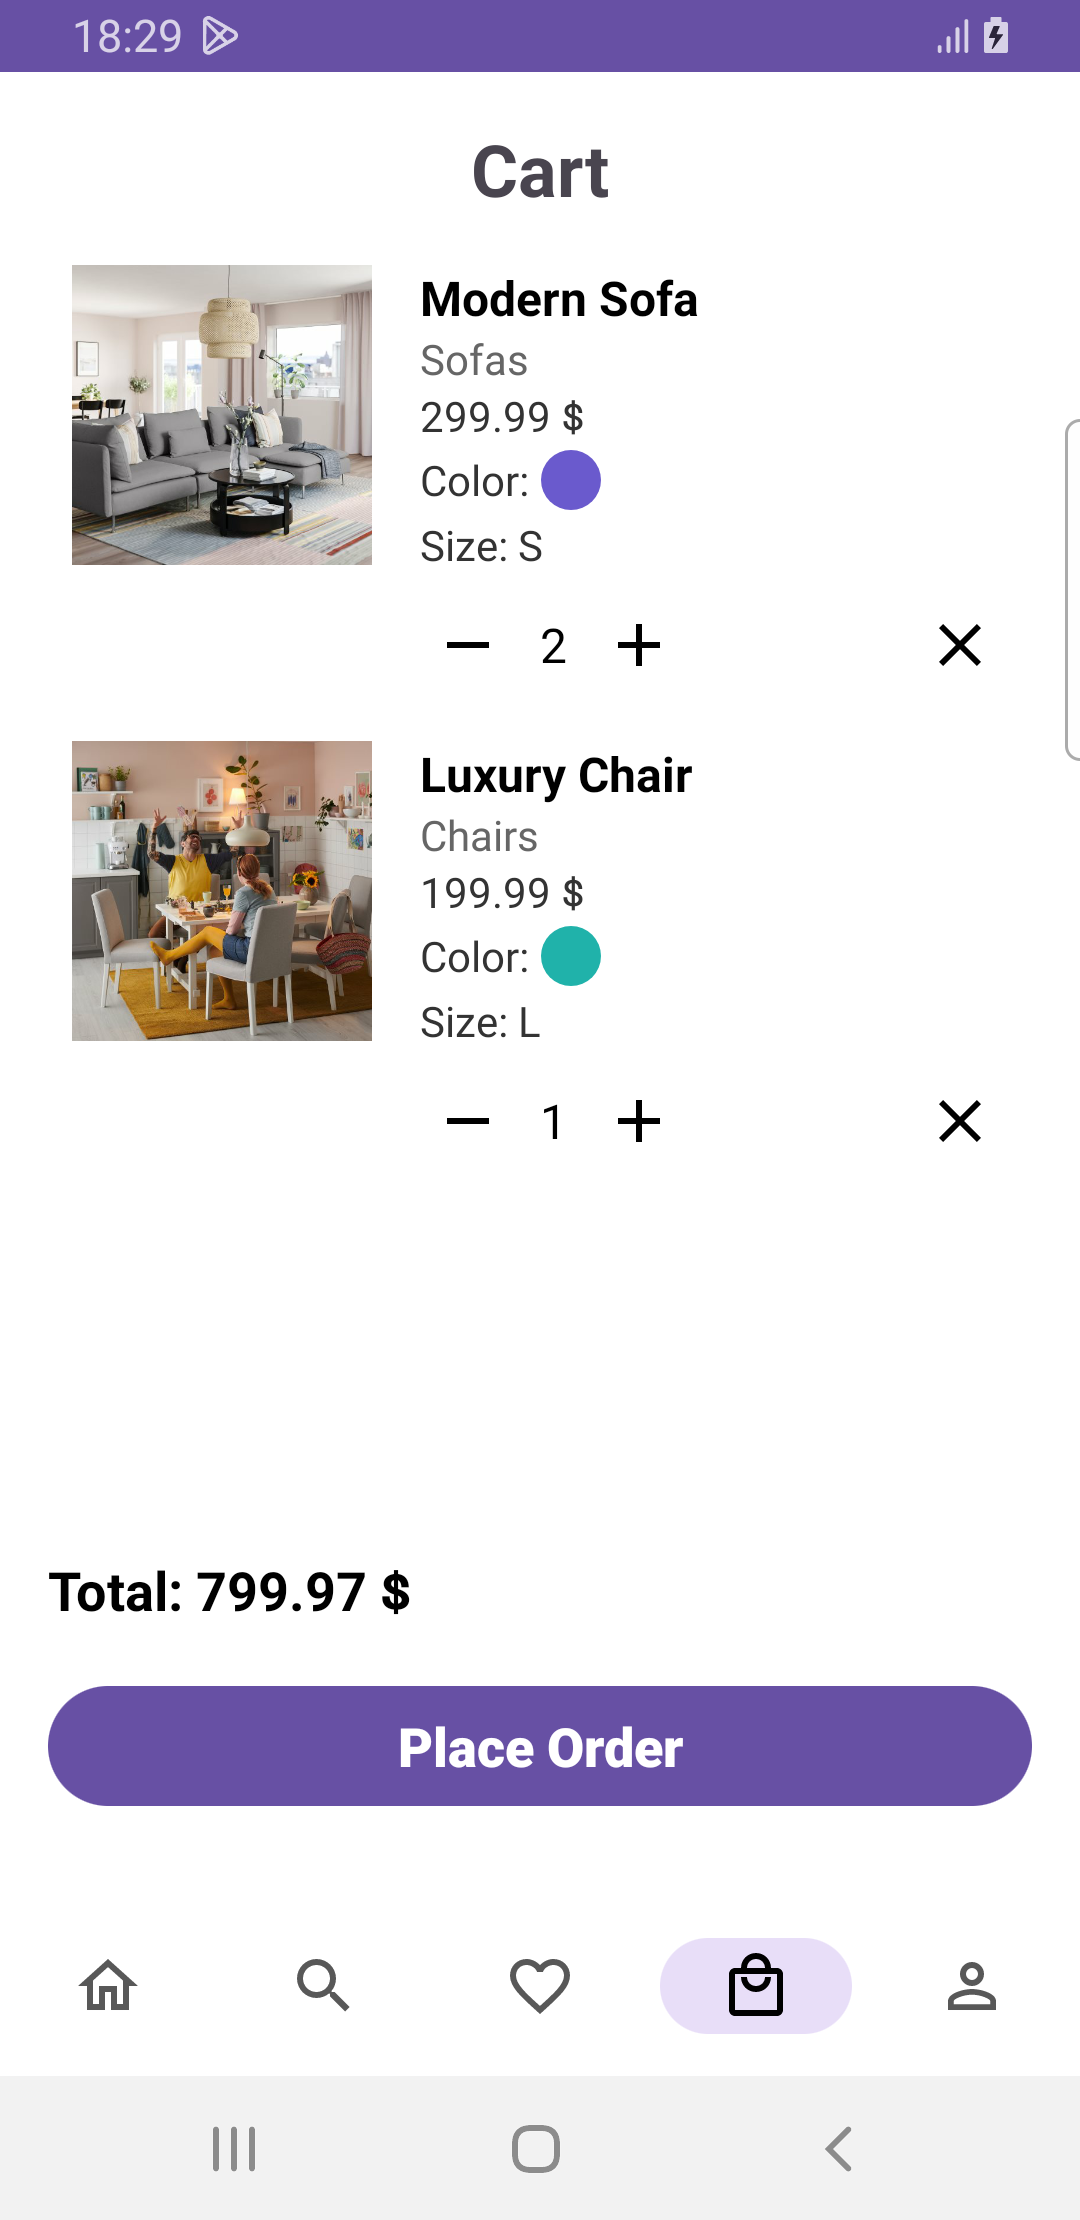 18:29
Cart
Modern Sofa
Sofas
299.99 $
Color:
Size: S
2
Luxury Chair
Chairs
199.99 $
Color:
Size: L
1
Total: 799.97 $
Place Order